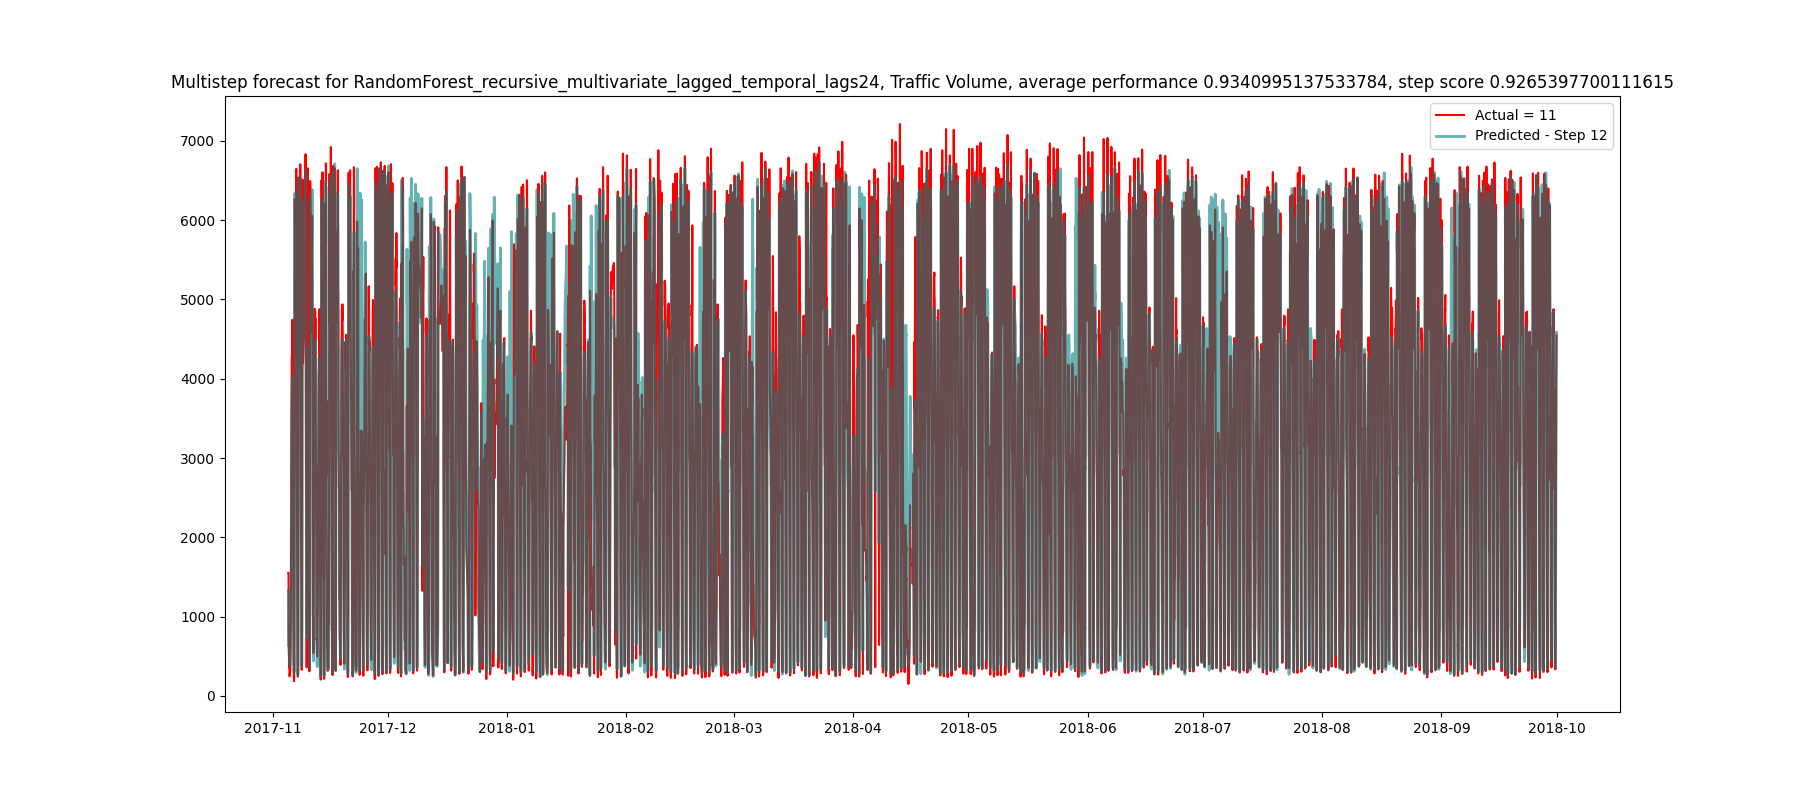 Multistep forecast for RandomForest_recursive_multivariate_lagged_temporal_lags24, Traffic Volume, average performance 0.9340995137533784, step score 0.9265397700111615
Actual = 11
Predicted - Step 12
7000
6000
5000
4000
3000
2000
1000
0
2017-11 2017-12 2018-01 2018-02 2018-03 2018-04 2018-05 2018-06 2018-07 2018-08 2018-09 2018-10